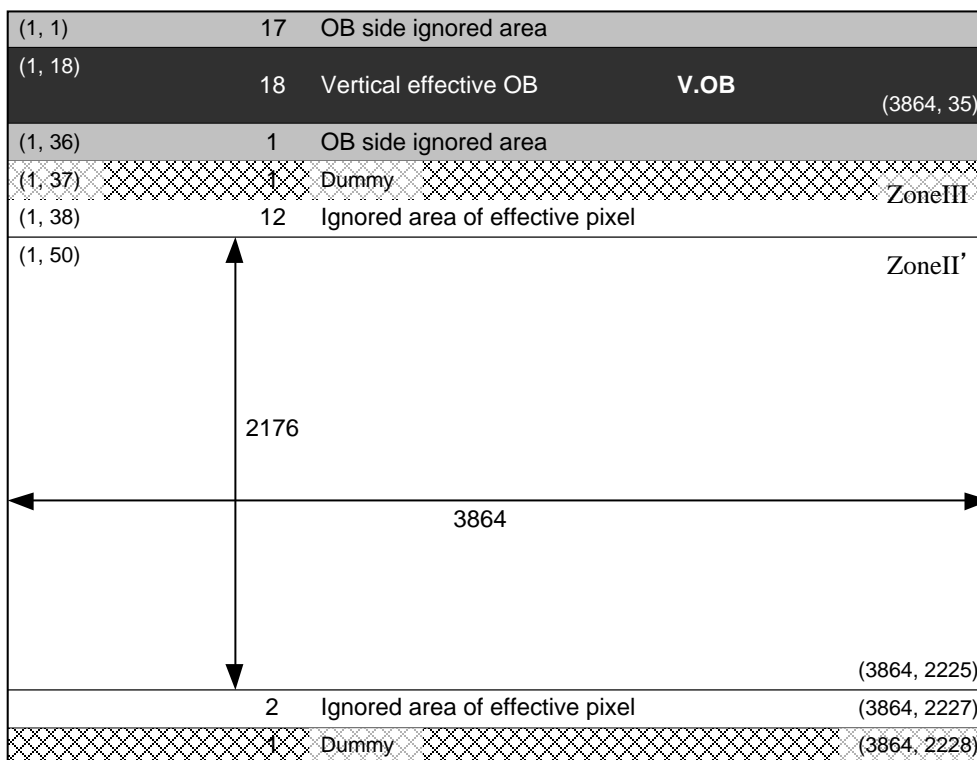 (1, 1) 17 OB side ignored area
(1, 18)
18 Vertical effective OB V.OB
(3864, 35)
(1, 36) 1 OB side ignored area
(1, 37) 1 Dummy
ZoneIII
(1, 38) 12 Ignored area of effective pixel
(1, 50) ZoneII’
2176
3864
(3864, 2225)
2 Ignored area of effective pixel (3864, 2227)
1 Dummy (3864, 2228)